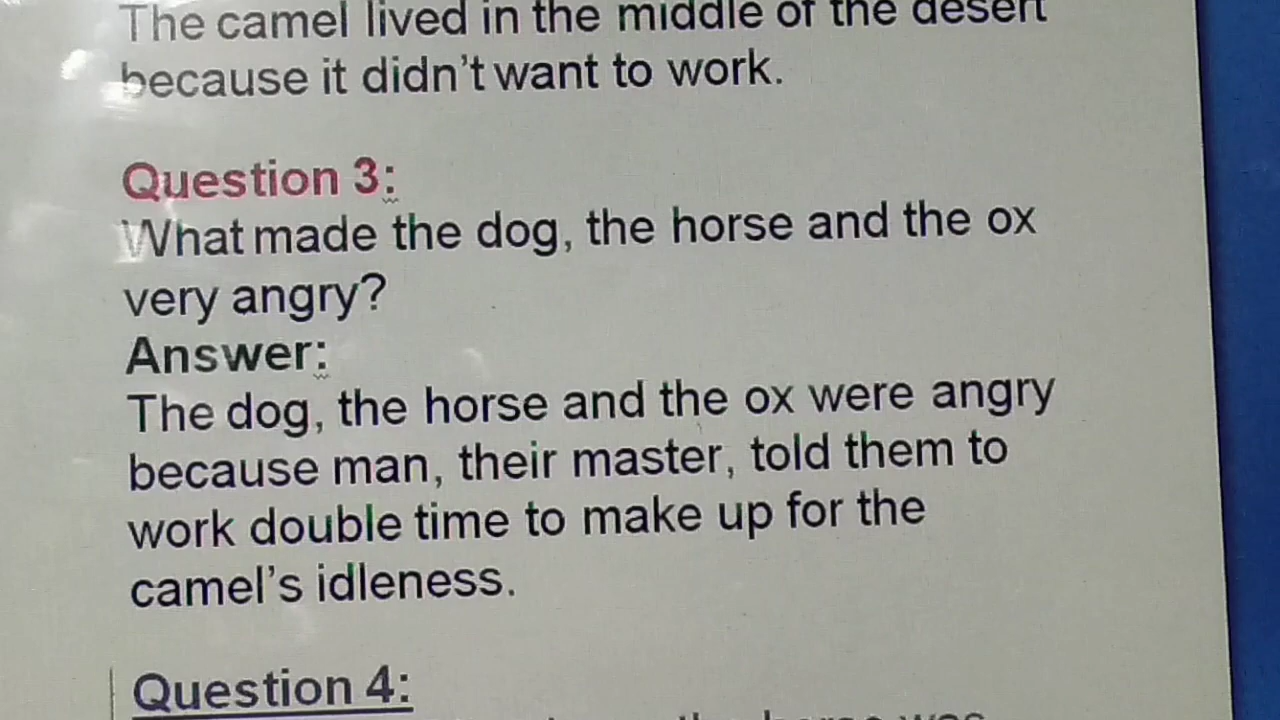 The camel lived in the middle of the desert
because it didn't want to work.
Question 3:
What made the dog, the horse and the ox
very angry?
Answer:
The dog, the horse and the ox were angry
because man, their master, told them to
work double time to make up for the
camel's idleness.
Question 4:
the horse was